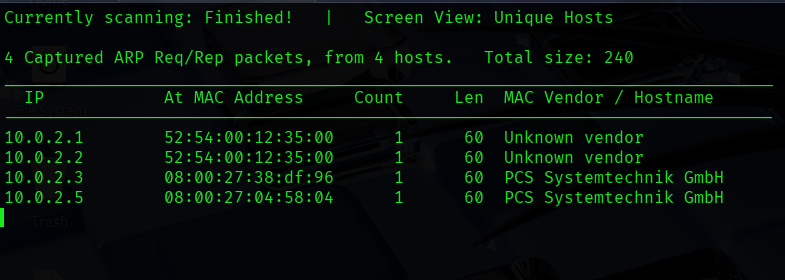 Currently scanning: Finished!   |   Screen View: Unique Hosts
4 Captured ARP Req/Rep packets, from 4 hosts.   Total size: 240
IP            At MAC Address     Count     Len  MAC Vendor / Hostname
10.0.2.1        52:54:00:12:35:00      1      60  Unknown vendor
10.0.2.2        52:54:00:12:35:00      1      60  Unknown vendor
10.0.2.3        08:00:27:38:df:96      1      60  PCS Systemtechnik GmbH
10.0.2.5        08:00:27:04:58:04      1      60  PCS Systemtechnik GmbH
Trash